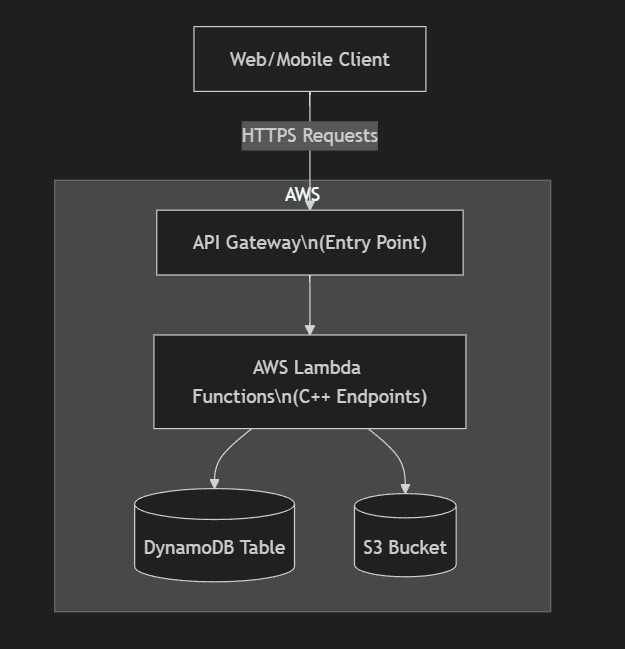 Web/Mobile Client
HTTPS Requests
AWS
API Gateway\n(Entry Point)
AWS Lambda
Functions\n(C++ Endpoints)
DynamoDB Table
S3 Bucket